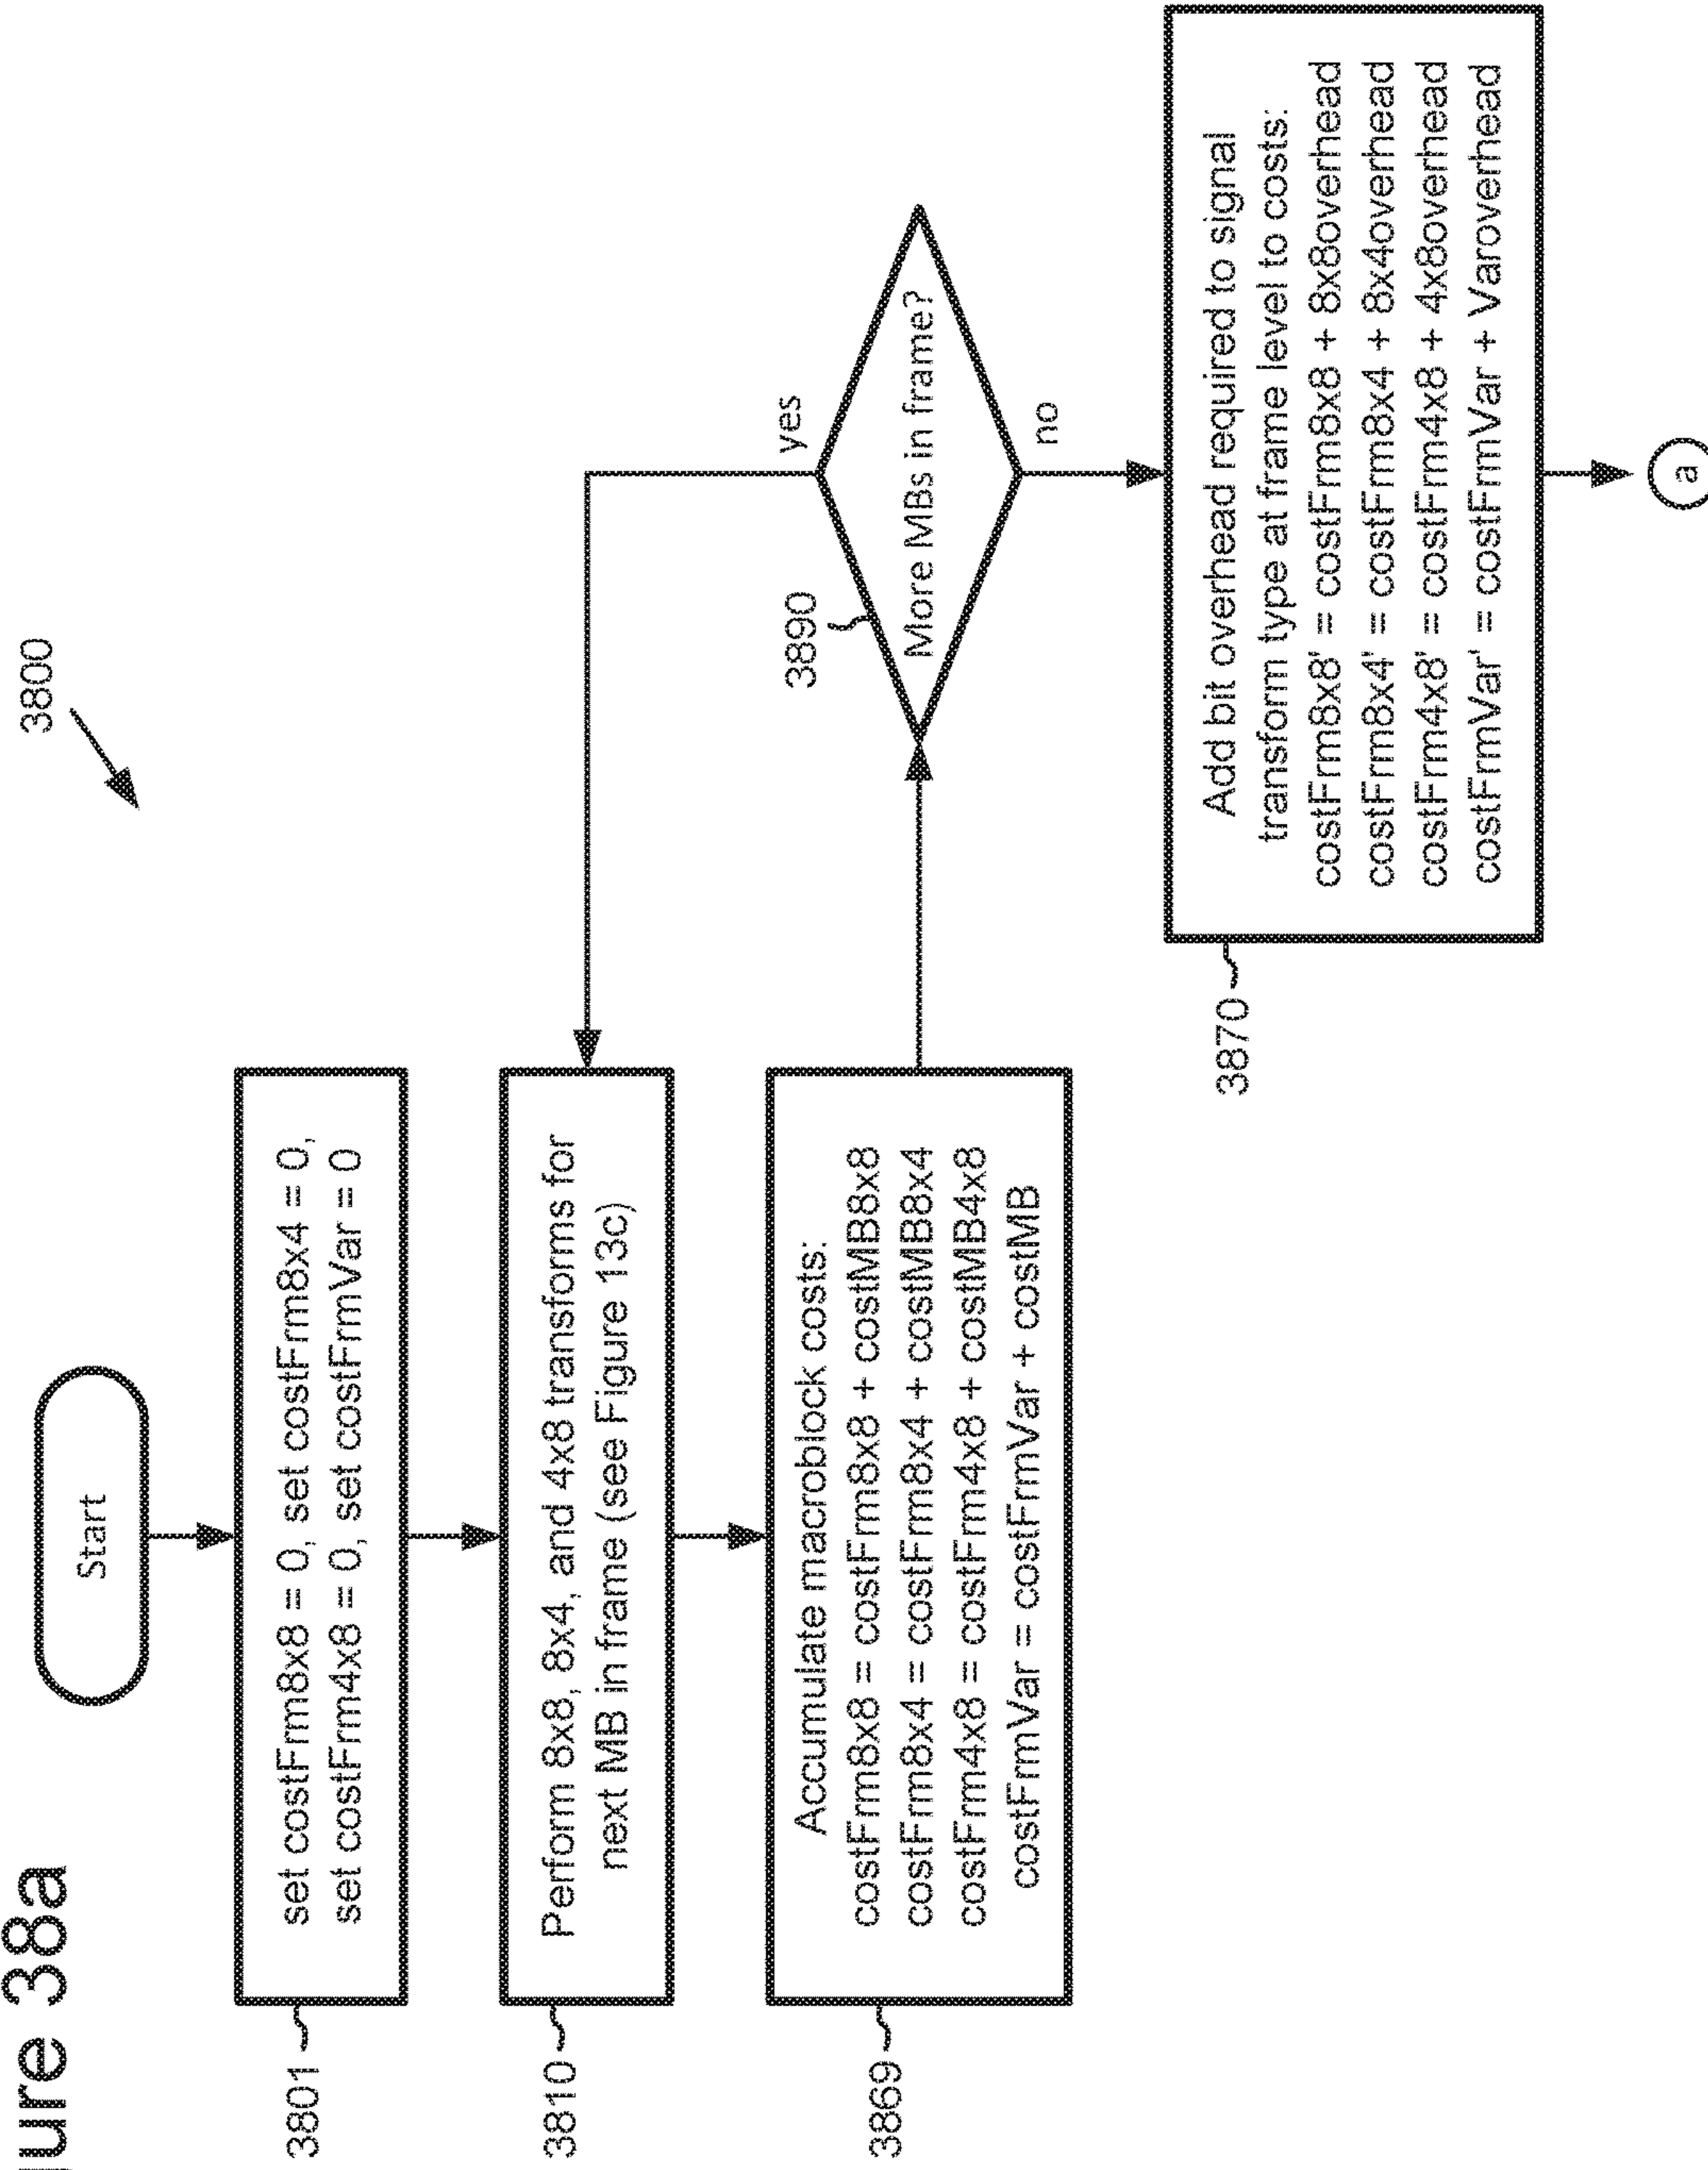 ure 38a
3800
Start
3801
set costFrm8x8 = 0, set costFrm8x4 = 0,
set costFrm4x8 = 0, set costFrmVar = 0
3810
Perform 8x8, 8x4, and 4x8 transforms for
next MB in frame (see Figure 13c)
3869
Accumulate macroblock costs:
costFrm8x8 = costFrm8x8 + costMB8x8
costFrm8x4 = costFrm8x4 + costMB8x4
costFrm4x8 = costFrm4x8 + costMB4x8
costFrmVar = costFrmVar + costMB
3890
More MBs in frame?
yes
no
3870
Add bit overhead required to signal
transform type at frame level to costs:
costFrm8x8' = costFrm8x8 + 8x8overhead
costFrm8x4' = costFrm8x4 + 8x4overhead
costFrm4x8' = costFrm4x8 + 4x8overhead
costFrmVar' = costFrmVar + Varoverhead
a